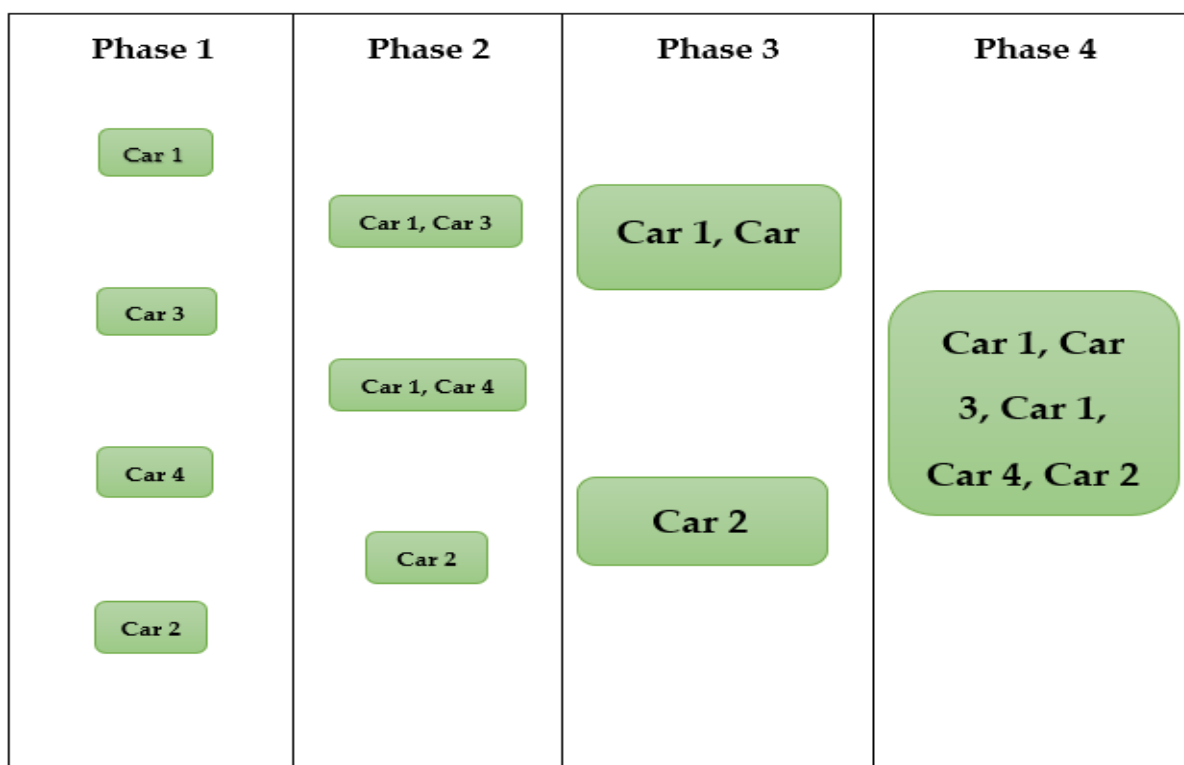 Phase 1
Car 1
Car 3
Car 4
Car 2
Phase 2
Car 1, Car 3
Car 1, Car 4
Car 2
Phase 3
Car 1, Car
Car 2
Phase 4
Car 1, Car
3, Car 1,
Car 4, Car 2